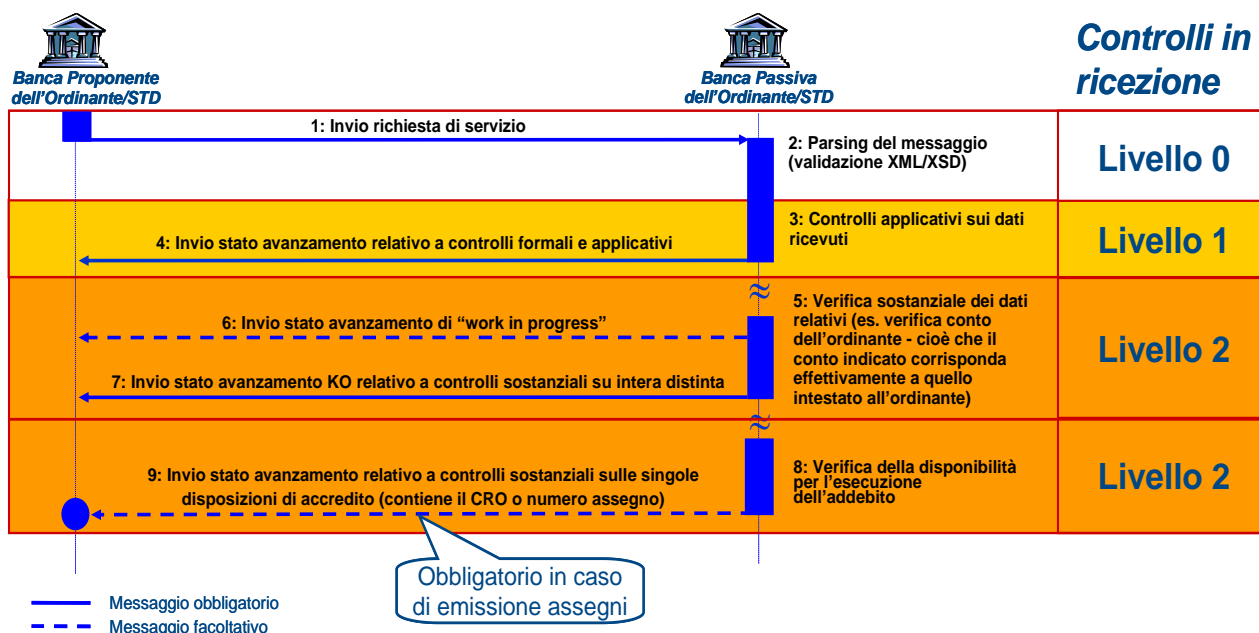 Banca Proponente
dell'Ordinante/STD
Banca Passiva
dell'Ordinante/STD
Controlli in
ricezione
1: Invio richiesta di servizio
2: Parsing del messaggio
(validazione XML/XSD)
Livello 0
3: Controlli applicativi sui dati
ricevuti
4: Invio stato avanzamento relativo a controlli formali e applicativi
Livello 1
5: Verifica sostanziale dei dati
relativi (es. verifica conto
dell'ordinante - cioè che il
conto indicato corrisponda
effettivamente a quello
intestato all'ordinante)
6: Invio stato avanzamento di “work in progress”
7: Invio stato avanzamento KO relativo a controlli sostanziali su intera distinta
Livello 2
8: Verifica della disponibilità
per l'esecuzione
dell'addebito
9: Invio stato avanzamento relativo a controlli sostanziali sulle singole
disposizioni di accredito (contiene il CRO o numero assegno)
Livello 2
Obbligatorio in caso
di emissione assegni
Messaggio obbligatorio
Messaggio facoltativo